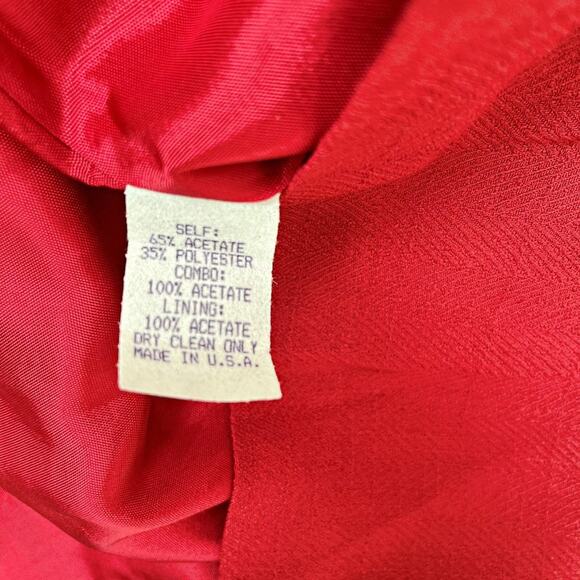 SELF:
65% ACETATE
35% POLYESTER
COMBO:
100% ACETATE
LINING:
100% ACETATE
DRY CLEAN ONLY
MADE IN U.S.A.